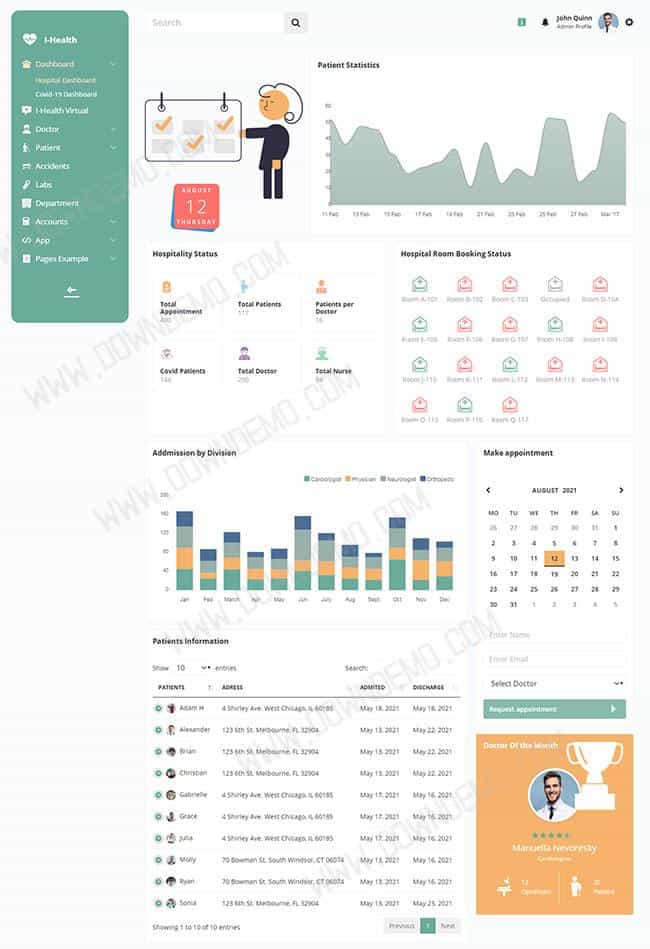 I-Health
Dashboard
Hospital Dashboard
Covid-19 Dashboard
I-Health Virtual
Doctor
Patient
Accidents
Labs
Department
Accounts
App
Pages Example
Search
John Quinn
Admin Profile
AUGUST
12
THURSDAY
Patient Statistics
60
50
40
30
20
10
0
11 Feb 13 Feb 15 Feb 17 Feb 19 Feb 21 Feb 23 Feb 25 Feb 27 Feb Mar '17
Hospitality Status
Total Appointment
400
Total Patients
117
Patients per Doctor
16
Covid Patients
Total Doctor
Total Nurse
Hospital Room Booking Status
Room A-101 Room B-102 Room C-103 Occupied Room D-104
Room E-105 Room F-106 Room G-107 Room H-108 Room I-109
Room J-110 Room K-111 Room L-112 Room M-113 Room N-114
Room O-115 Room P-116 Room Q-117
Addmission by Division
Cardiologist Physician Neurologist Orthopedic
200
160
120
80
40
0
Jan Feb March Apr May Jun July Aug Sept Oct Nov Dec
Make appointment
AUGUST 2021
MO TU WE TH FR SA SU
26 27 28 29 30 31 1
2 3 4 5 6 7 8
9 10 11 12 13 14 15
16 17 18 19 20 21 22
23 24 25 26 27 28 29
30 31 1 2 3 4 5
Enter Name
Enter Email
Select Doctor
Request appointment
Patients Information
Show 10 entries Search:
PATIENTS ADRESS ADMITED DISCHARGE
Adam H 4 Shirley Ave. West Chicago, IL 60185 May 18, 2021 May 18, 2021
Alexander 123 6th St. Melbourne, FL 32904 May 13, 2021 May 22, 2021
Brian 123 6th St. Melbourne, FL 32904 May 13, 2021 May 22, 2021
Christian 123 6th St. Melbourne, FL 32904 May 13, 2021 May 22, 2021
Gabrielle 4 Shirley Ave. West Chicago, IL 60185 May 17, 2021 May 16, 2021
Grace 4 Shirley Ave. West Chicago, IL 60185 May 17, 2021 May 16, 2021
Julia 4 Shirley Ave. West Chicago, IL 60185 May 17, 2021 May 16, 2021
Molly 70 Bowman St. South Windsor, CT 06074 May 13, 2021 May 16, 2021
Ryan 70 Bowman St. South Windsor, CT 06074 May 13, 2021 May 16, 2021
Sonia 123 6th St. Melbourne, FL 32904 May 13, 2021 May 23, 2021
Showing 1 to 10 of 10 entries
Previous 1 Next
Doctor Of the Month
Manuella Nevoresky
Cardiologist
12
Operations
Patient
WWW.DOWNDEMO.COM
WWW.DOWNDEMO.COM
WWW.DOWNDEMO.COM
WWW.DOWNDEMO.COM
WWW.DOWNDEMO.COM
WWW.DOWNDEMO.COM